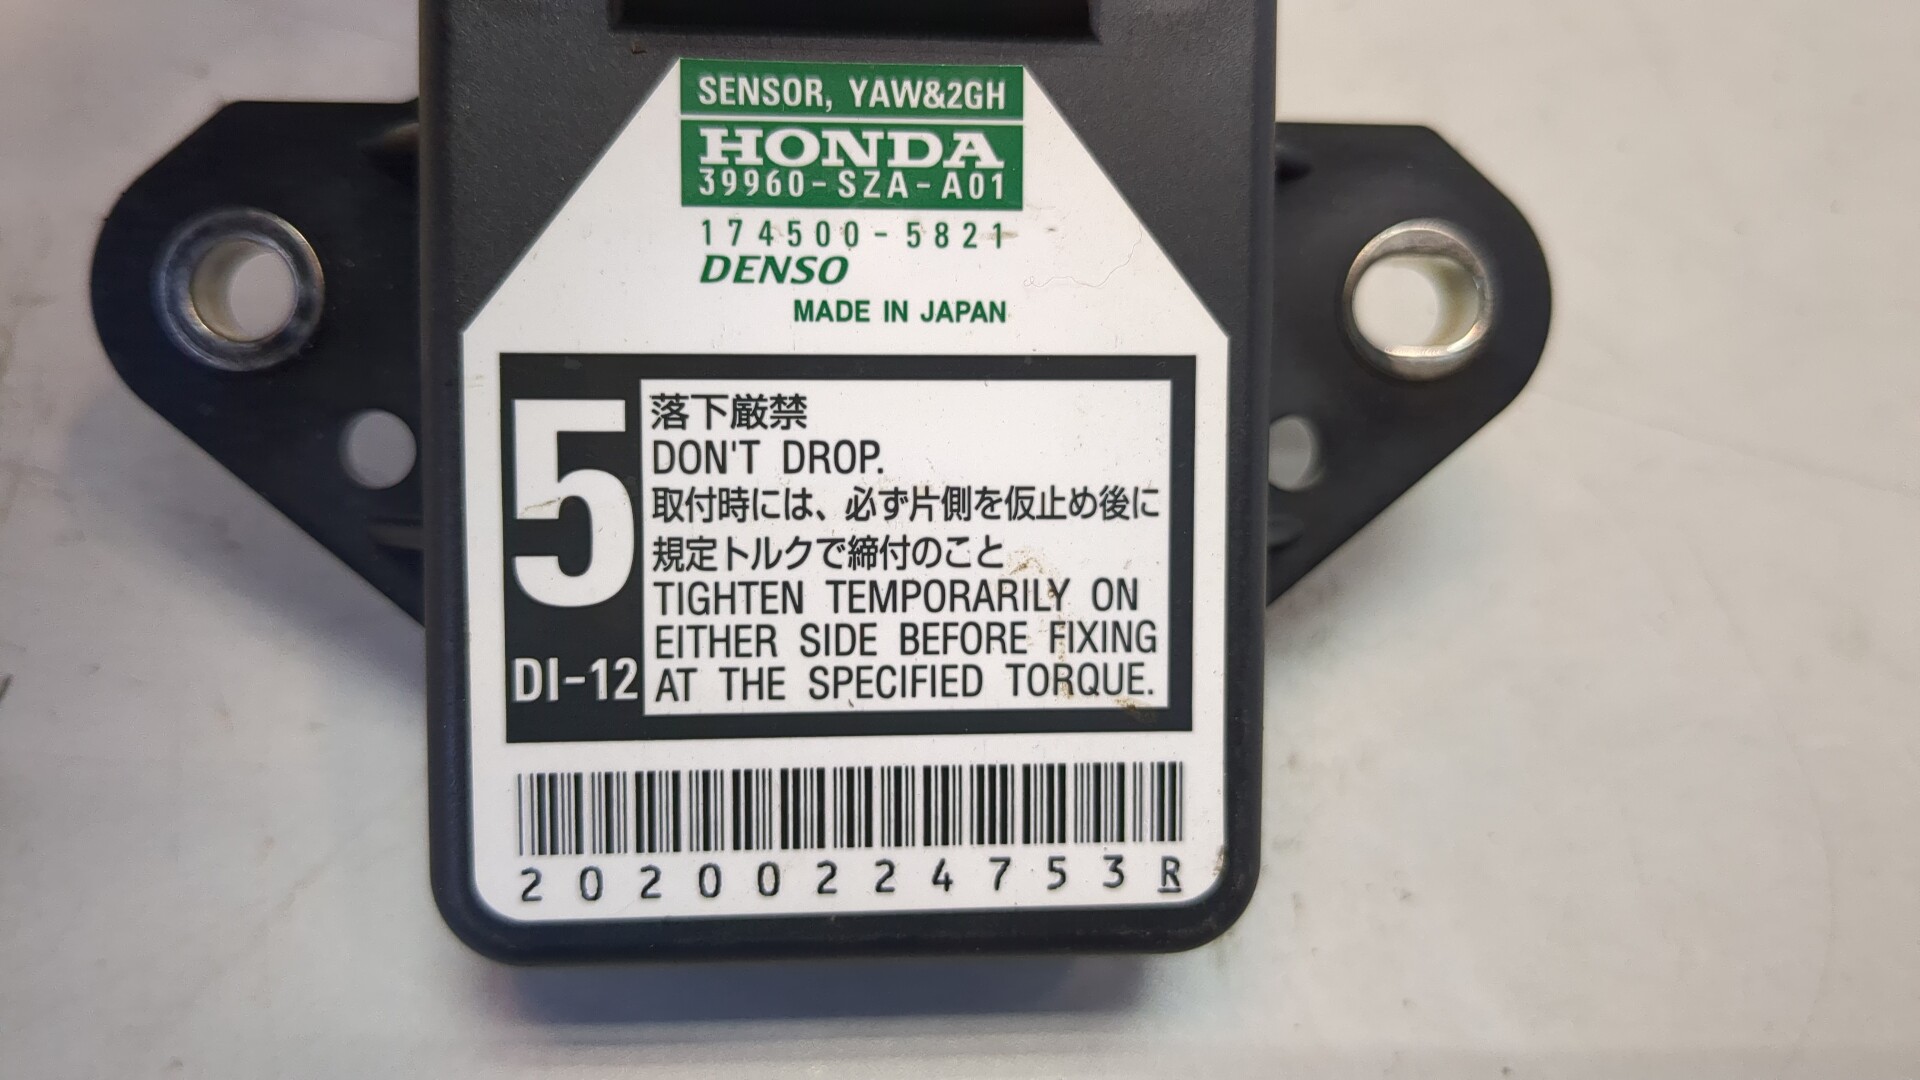 SENSOR, YAW&2GH
HONDA
39960-SZA-A01
174500-5821
DENSO
MADE IN JAPAN
5
DI-12
落下厳禁
DON'T DROP.
取付時には、必ず片側を仮止め後に
規定トルクで締付のこと
TIGHTEN TEMPORARILY ON
EITHER SIDE BEFORE FIXING
AT THE SPECIFIED TORQUE.
20200224753R